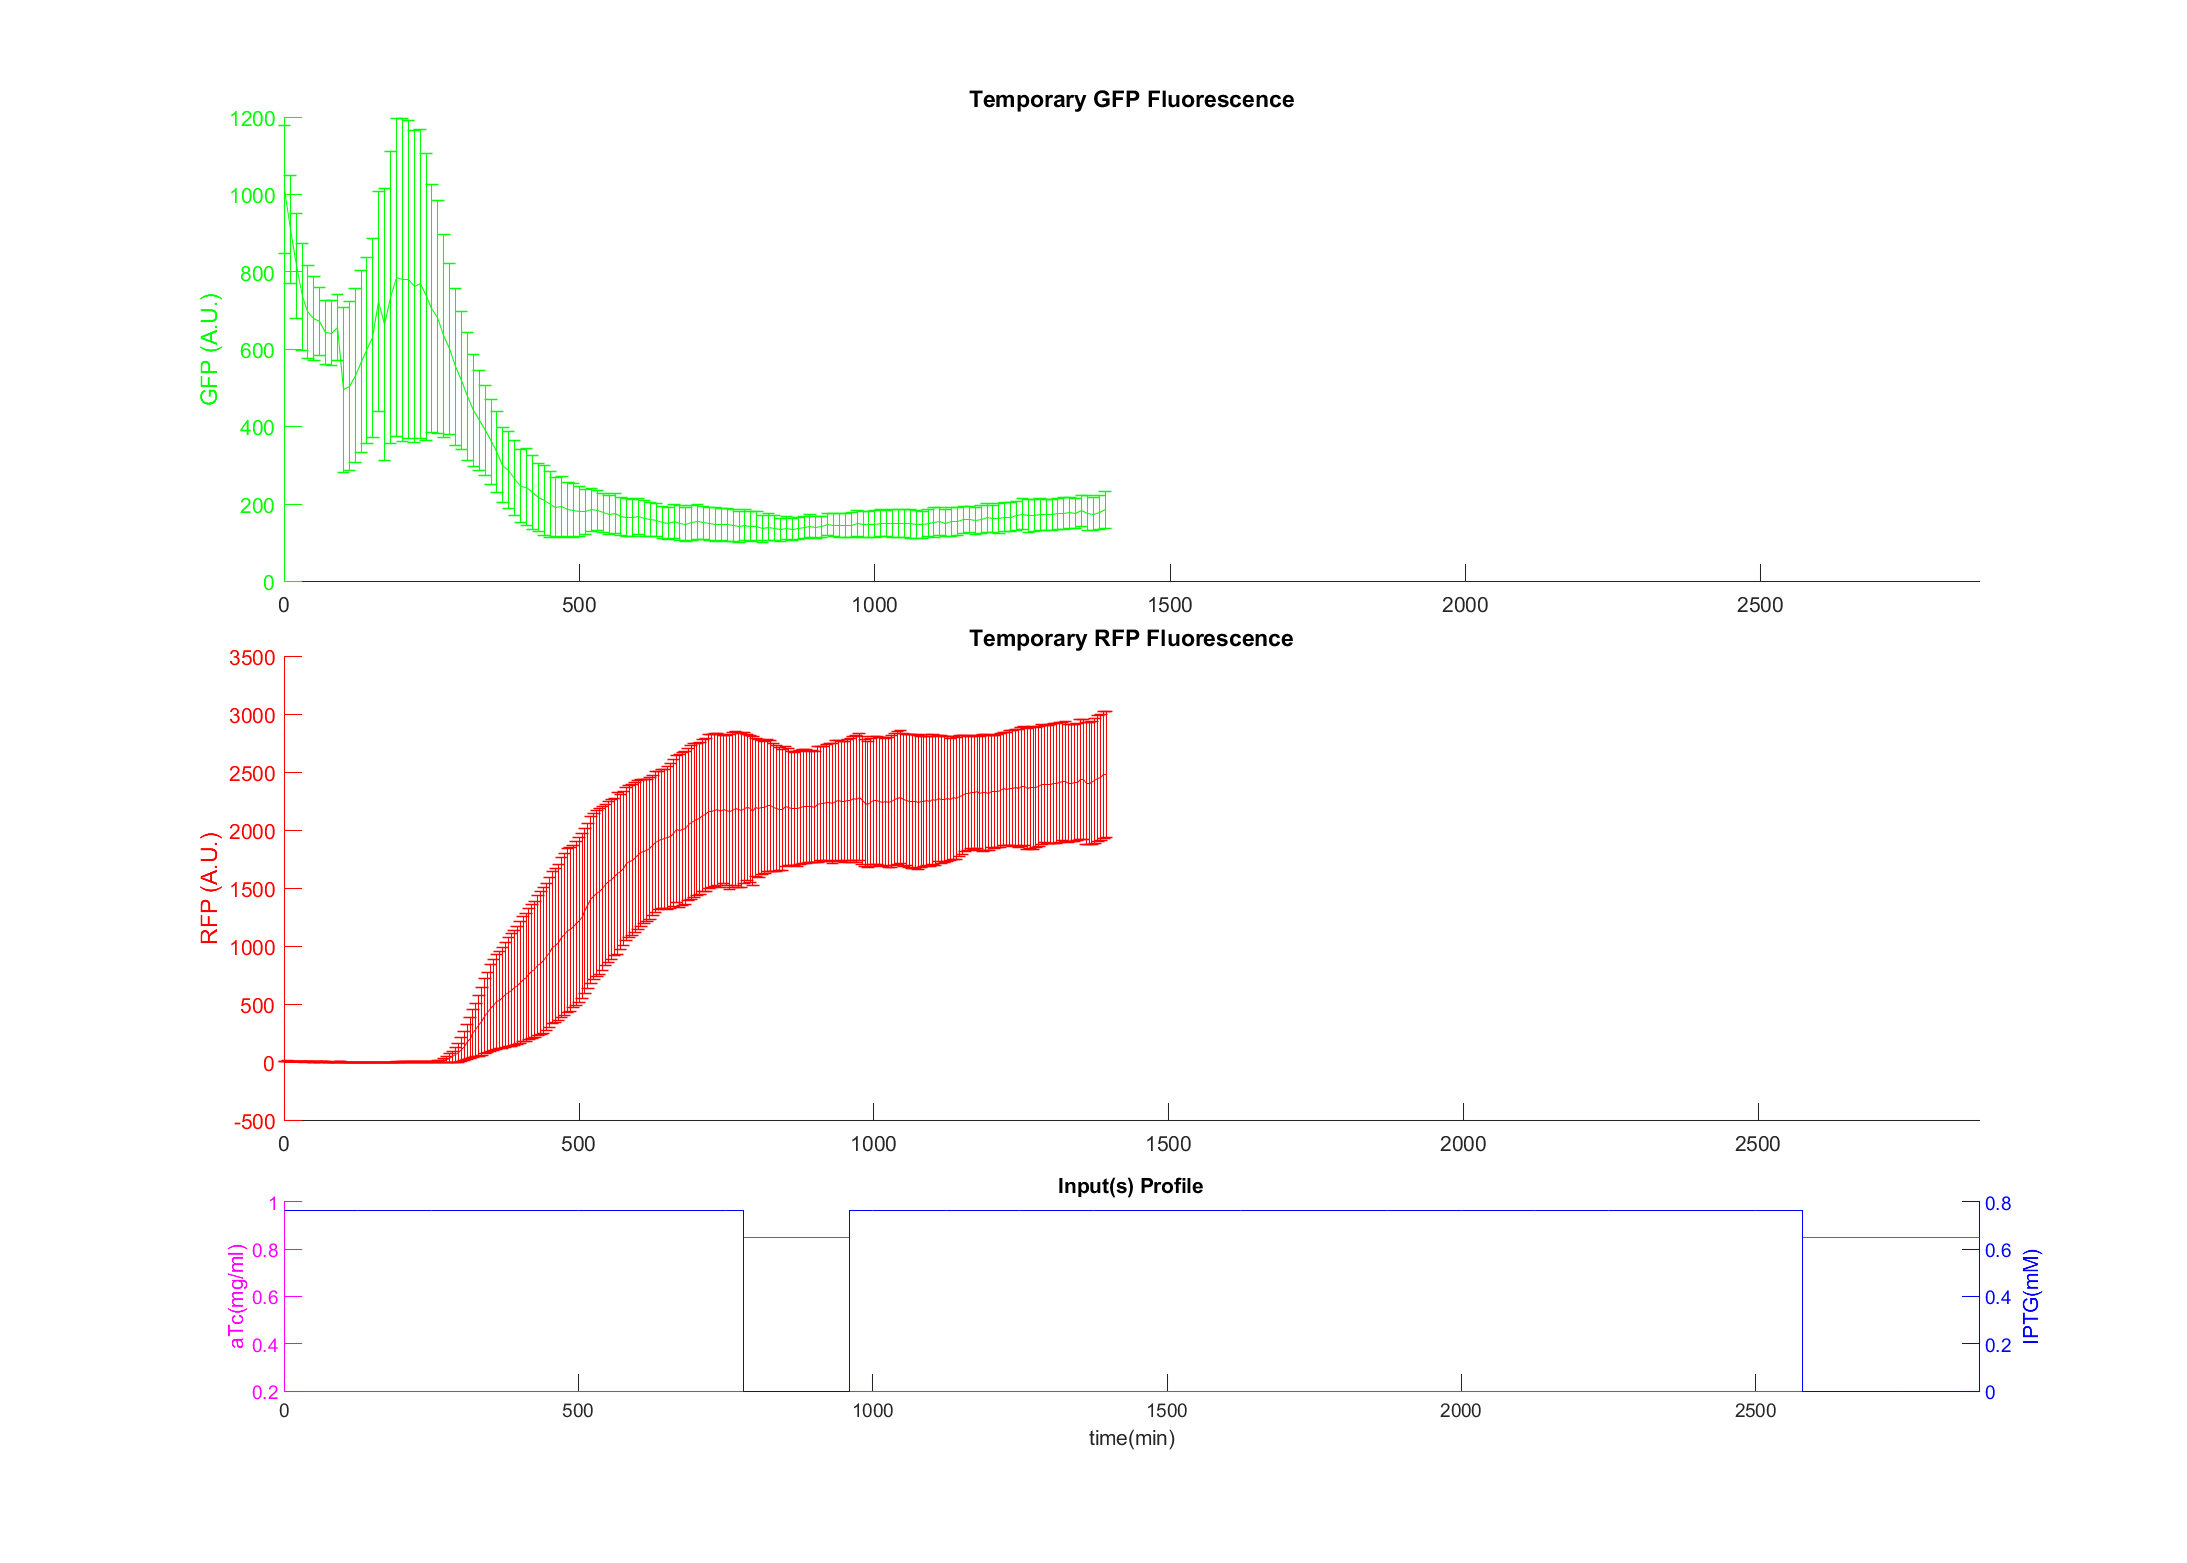 Temporary GFP Fluorescence
1200
1000
800
600
400
200
0
GFP (A.U.)
0 500 1000 1500 2000 2500
Temporary RFP Fluorescence
3500
3000
2500
2000
1500
1000
500
0
-500
RFP (A.U.)
0 500 1000 1500 2000 2500
Input(s) Profile
1
0.8
0.6
0.4
0.2
aTc(mg/ml)
0.8
0.6
0.4
0.2
0
IPTG(mM)
0 500 1000 1500 2000 2500
time(min)